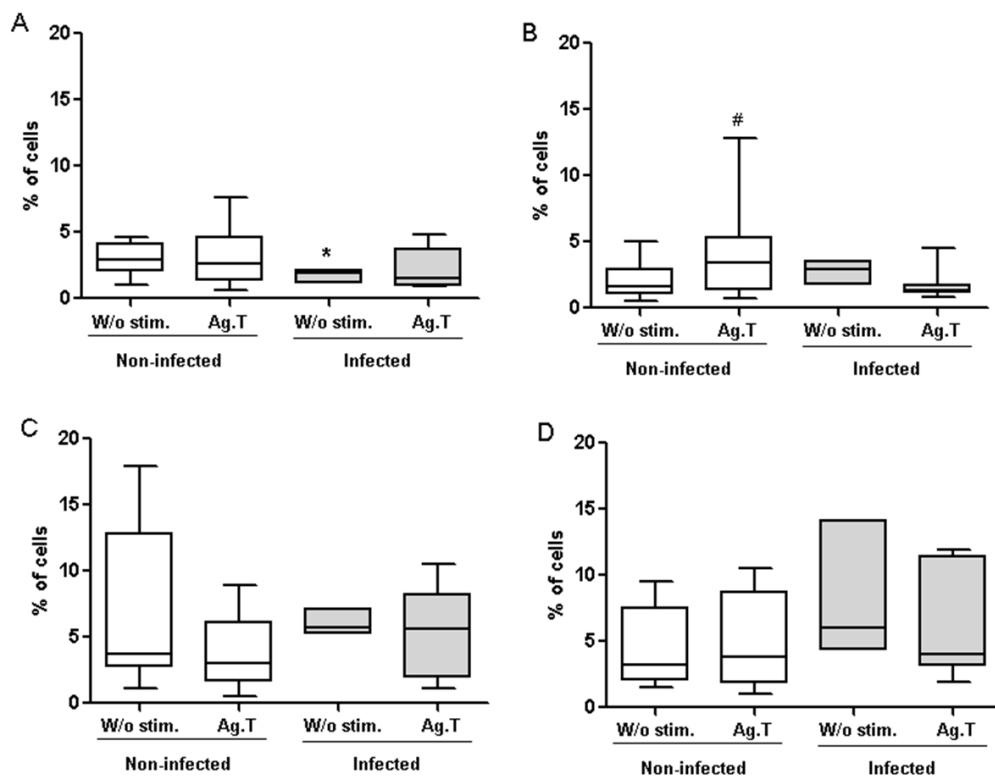 A
20
15
10
5
0
% of cells
*
W/o stim. Ag.T W/o stim. Ag.T
Non-infected Infected
B
20
15
10
5
0
% of cells
#
W/o stim. Ag.T W/o stim. Ag.T
Non-infected Infected
C
20
15
10
5
0
% of cells
W/o stim. Ag.T W/o stim. Ag.T
Non-infected Infected
D
20
15
10
5
0
% of cells
W/o stim. Ag.T W/o stim. Ag.T
Non-infected Infected